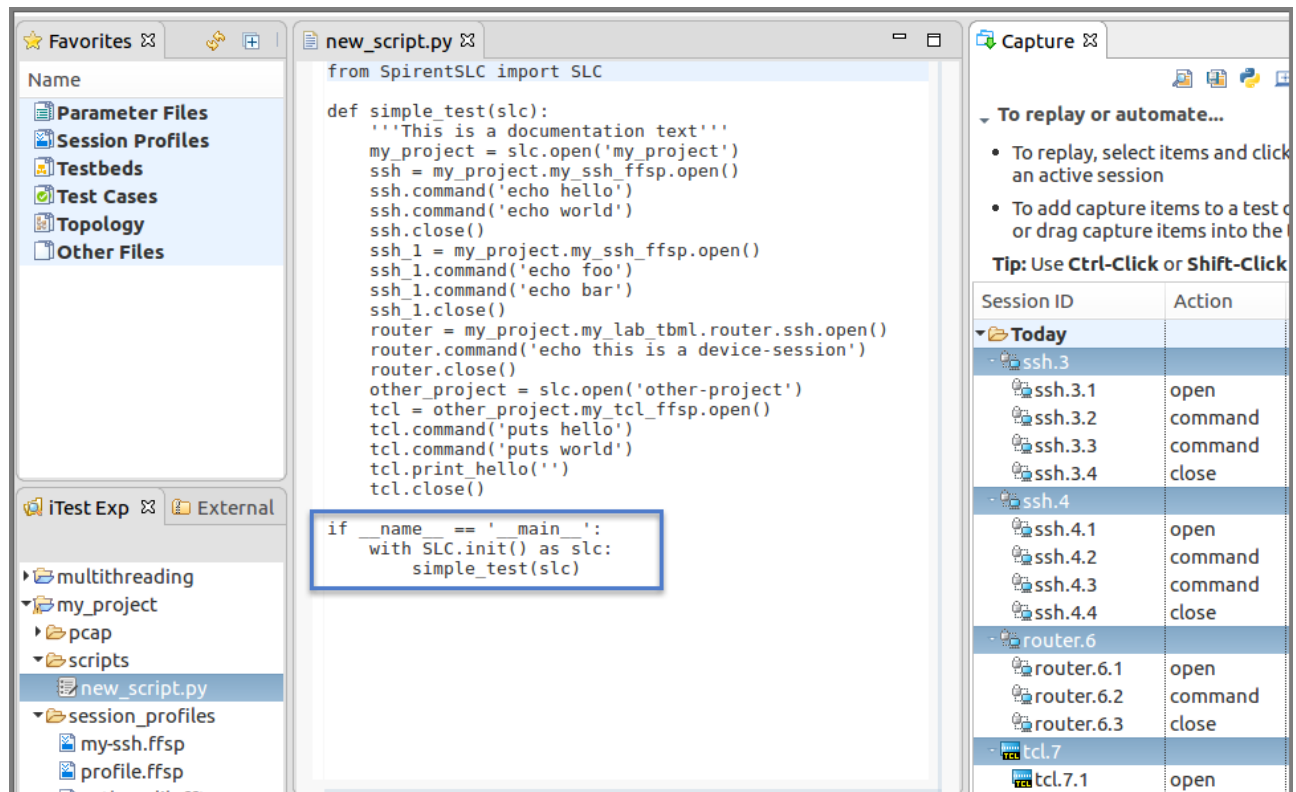 Favorites
Name
Parameter Files
Session Profiles
Testbeds
Test Cases
Topology
Other Files
iTest Exp
External
multithreading
my_project
pcap
scripts
new_script.py
session_profiles
my-ssh.ffsp
profile.ffsp
new_script.py
from SpirentSLC import SLC
def simple_test(slc):
    '''This is a documentation text'''
    my_project = slc.open('my_project')
    ssh = my_project.my_ssh_ffsp.open()
    ssh.command('echo hello')
    ssh.command('echo world')
    ssh.close()
    ssh_1 = my_project.my_ssh_ffsp.open()
    ssh_1.command('echo foo')
    ssh_1.command('echo bar')
    ssh_1.close()
    router = my_project.my_lab_tbml.router.ssh.open()
    router.command('echo this is a device-session')
    router.close()
    other_project = slc.open('other-project')
    tcl = other_project.my_tcl_ffsp.open()
    tcl.command('puts hello')
    tcl.command('puts world')
    tcl.print_hello('')
    tcl.close()
if __name__ == '__main__':
    with SLC.init() as slc:
        simple_test(slc)
Capture
To replay or automate...
• To replay, select items and click
an active session
• To add capture items to a test
or drag capture items into the
Tip: Use Ctrl-Click or Shift-Click
Session ID Action
Today
ssh.3
ssh.3.1 open
ssh.3.2 command
ssh.3.3 command
ssh.3.4 close
ssh.4
ssh.4.1 open
ssh.4.2 command
ssh.4.3 command
ssh.4.4 close
router.6
router.6.1 open
router.6.2 command
router.6.3 close
tcl.7
tcl.7.1 open